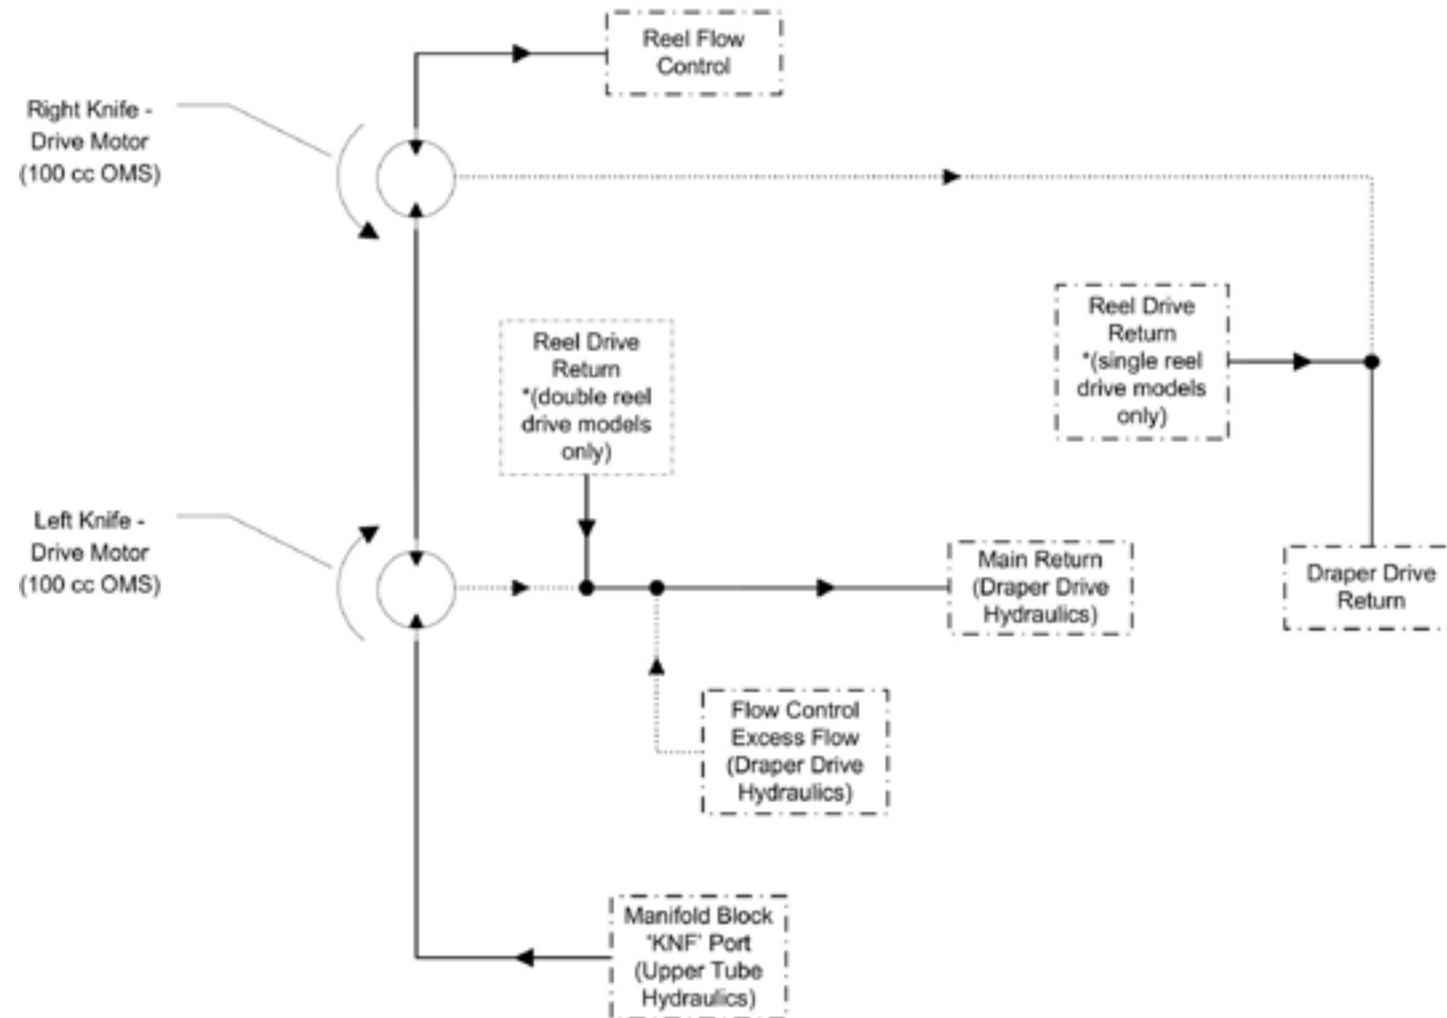 Reel Flow
Control
Right Knife -
Drive Motor
(100 cc OMS)
Reel Drive
Return
*(single reel
drive models
only)
Reel Drive
Return
*(double reel
drive models
only)
Left Knife -
Drive Motor
(100 cc OMS)
Main Return
(Draper Drive
Hydraulics)
Draper Drive
Return
Flow Control
Excess Flow
(Draper Drive
Hydraulics)
Manifold Block
'KNF' Port
(Upper Tube
Hydraulics)